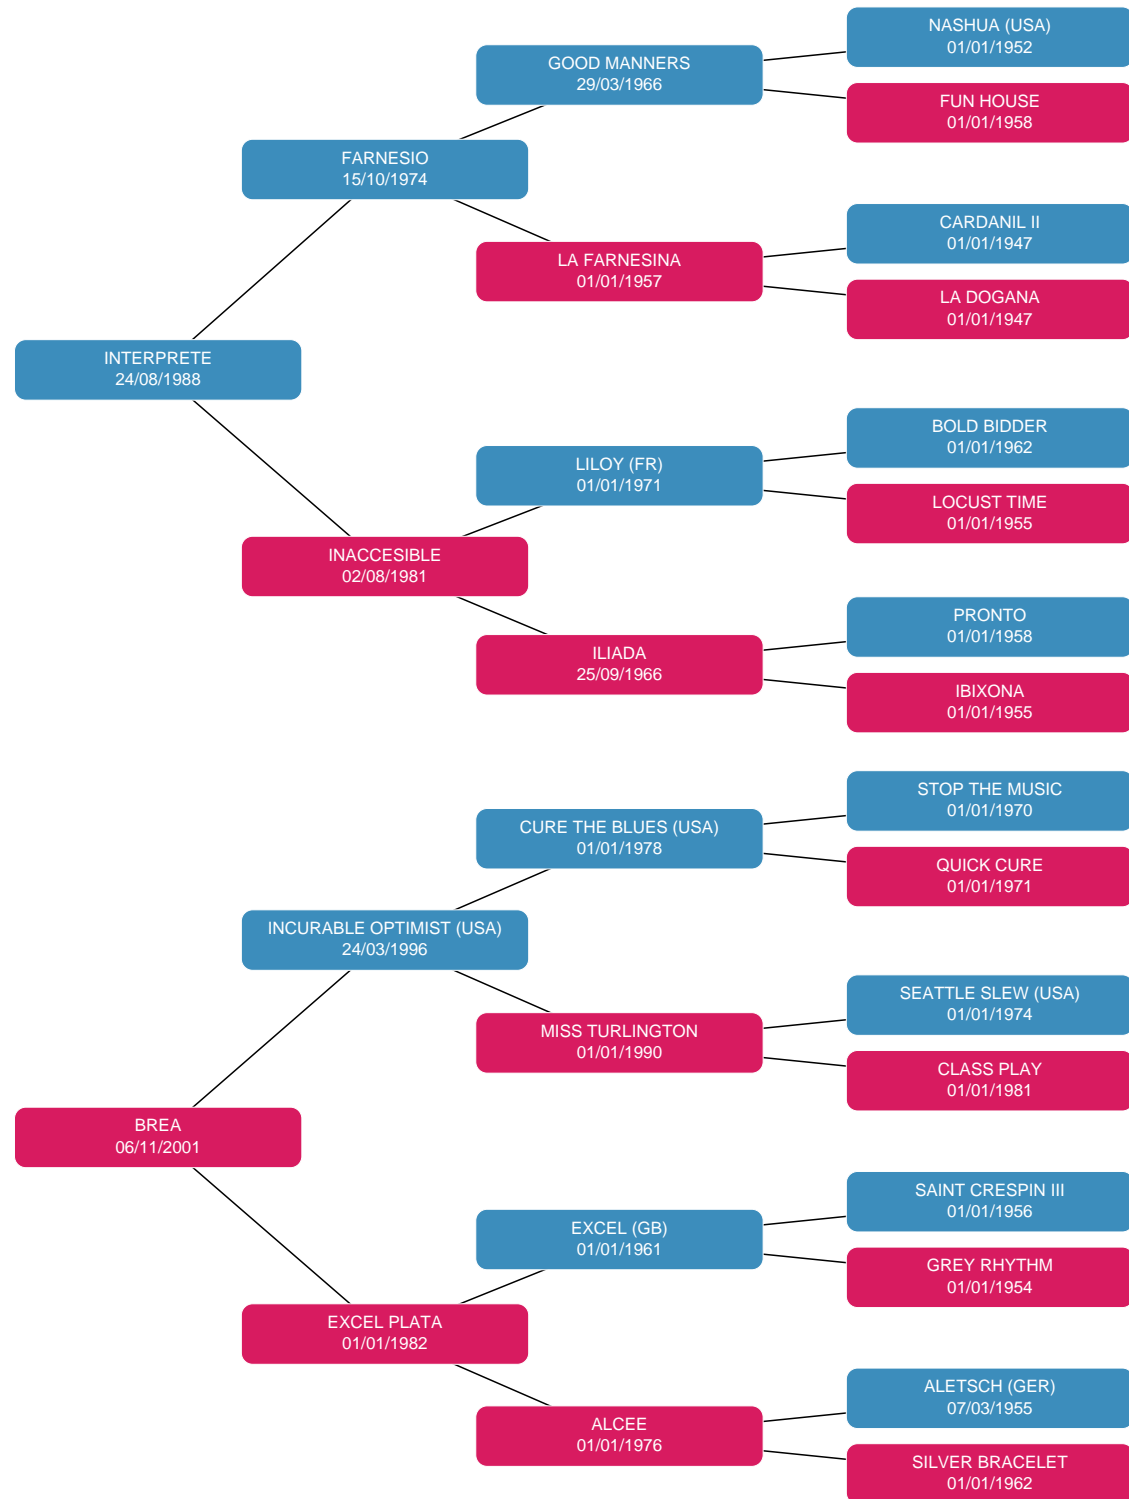 NASHUA (USA)
01/01/1952
GOOD MANNERS
29/03/1966
FUN HOUSE
01/01/1958
FARNESIO
15/10/1974
CARDANIL II
01/01/1947
LA FARNESINA
01/01/1957
LA DOGANA
01/01/1947
INTERPRETE
24/08/1988
BOLD BIDDER
01/01/1962
LILOY (FR)
01/01/1971
LOCUST TIME
01/01/1955
INACCESIBLE
02/08/1981
PRONTO
01/01/1958
ILIADA
25/09/1966
IBIXONA
01/01/1955
STOP THE MUSIC
01/01/1970
CURE THE BLUES (USA)
01/01/1978
QUICK CURE
01/01/1971
INCURABLE OPTIMIST (USA)
24/03/1996
SEATTLE SLEW (USA)
01/01/1974
MISS TURLINGTON
01/01/1990
CLASS PLAY
01/01/1981
BREA
06/11/2001
SAINT CRESPIN III
01/01/1956
EXCEL (GB)
01/01/1961
GREY RHYTHM
01/01/1954
EXCEL PLATA
01/01/1982
ALETSCH (GER)
07/03/1955
ALCEE
01/01/1976
SILVER BRACELET
01/01/1962